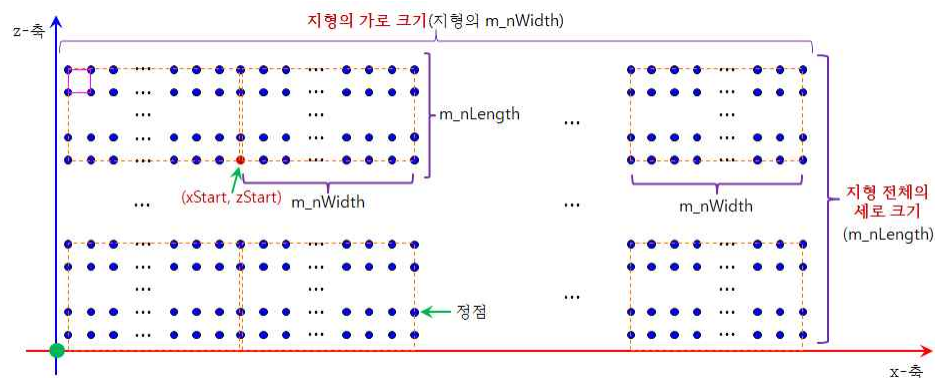 지형의 가로 크기(지형의 m_nWidth)
z-축
m_nLength
(xStart, zStart)
m_nWidth
m_nWidth
지형 전체의
세로 크기
(m_nLength)
정점
x-축